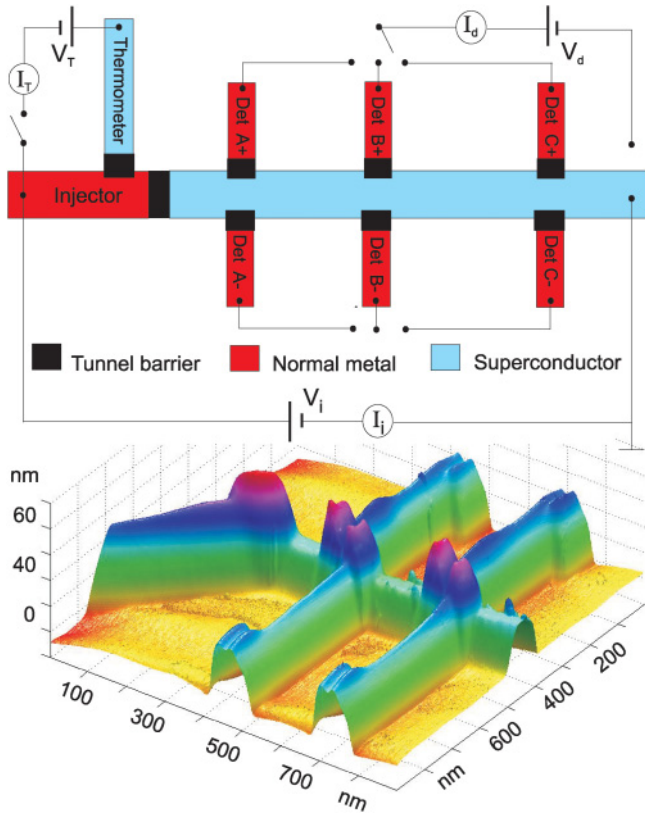 V_T
I_T
Thermometer
I_d
V_d
Det A+
Det B+
Det C+
Injector
Det A-
Det B-
Det C-
Tunnel barrier
Normal metal
Superconductor
V_i
I_i
nm
60
40
20
0
100
300
500
700
nm
nm
600
400
200